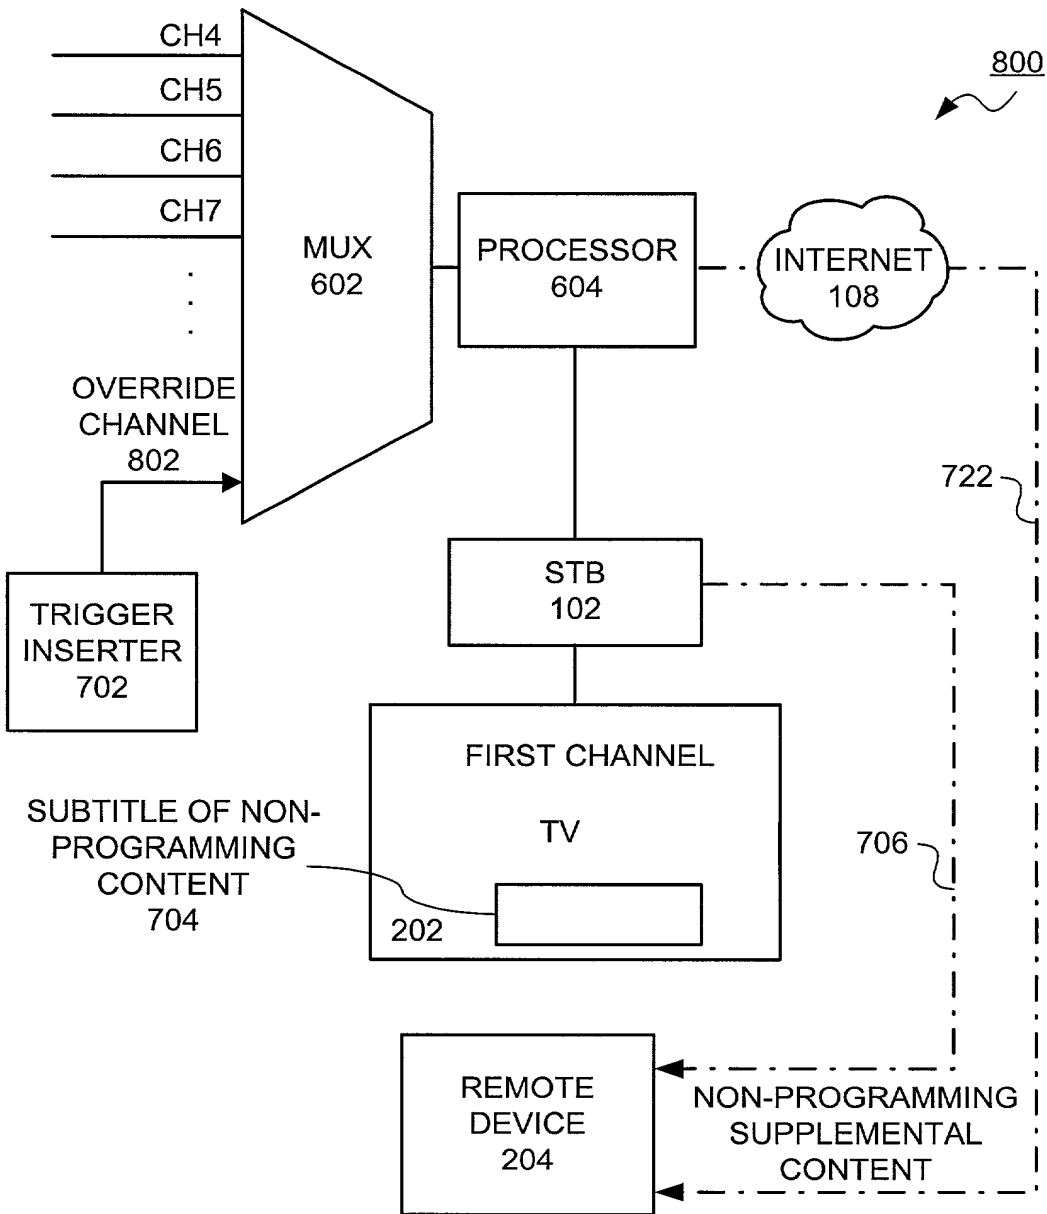 CH4
CH5
CH6
CH7
800
MUX
602
PROCESSOR
604
INTERNET
108
OVERRIDE
CHANNEL
802
722
STB
102
TRIGGER
INSERTER
702
FIRST CHANNEL
TV
SUBTITLE OF NON-
PROGRAMMING
CONTENT
704
202
706
REMOTE
DEVICE
204
NON-PROGRAMMING
SUPPLEMENTAL
CONTENT